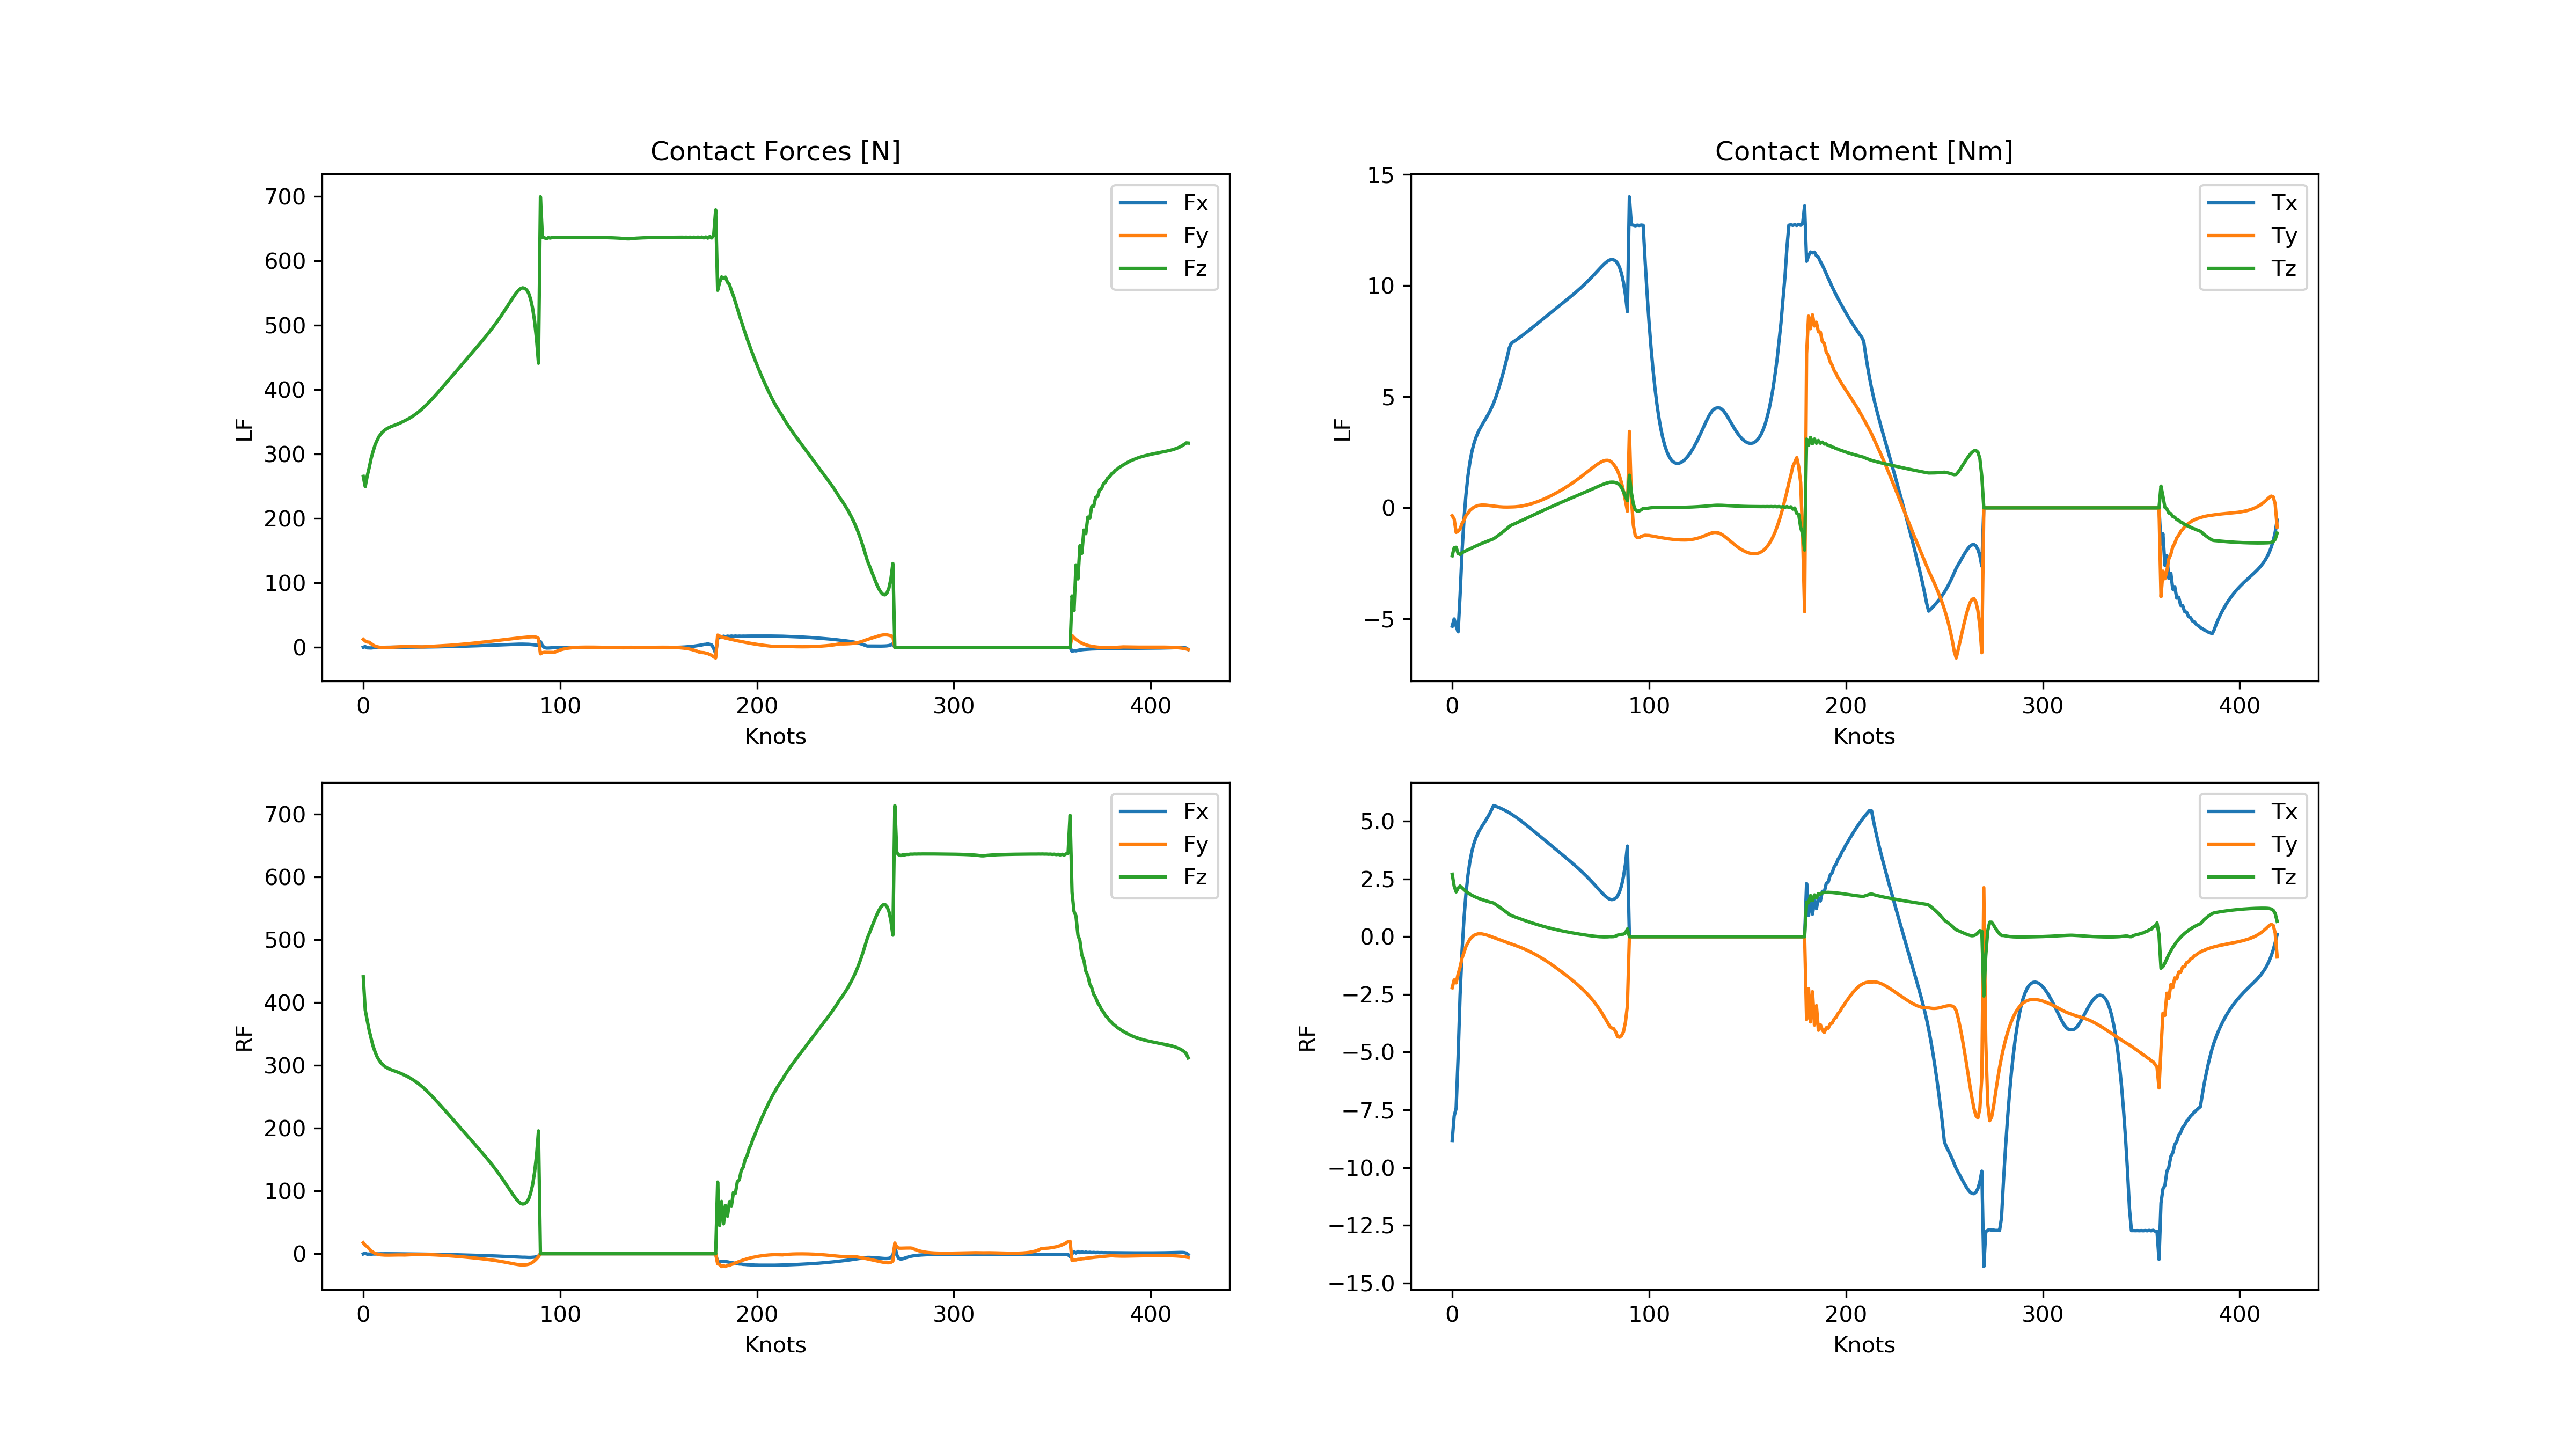 Contact Forces [N]
700
600
500
400
300
200
100
0
LF
0 100 200 300 400
Knots
Fx
Fy
Fz
Contact Moment [Nm]
15
10
5
0
−5
LF
0 100 200 300 400
Knots
Tx
Ty
Tz
700
600
500
400
300
200
100
0
RF
0 100 200 300 400
Knots
Fx
Fy
Fz
5.0
2.5
0.0
−2.5
−5.0
−7.5
−10.0
−12.5
−15.0
RF
0 100 200 300 400
Knots
Tx
Ty
Tz